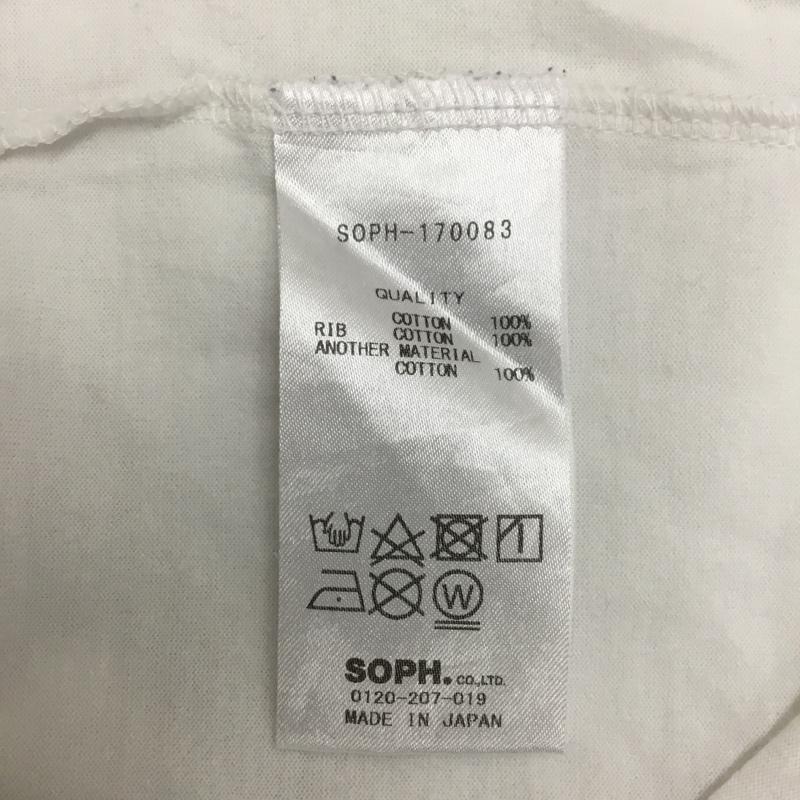 SOPH-170083
QUALITY
COTTON 100%
RIB COTTON 100%
ANOTHER MATERIAL
COTTON 100%
W
SOPH. CO.,LTD.
0120-207-019
MADE IN JAPAN